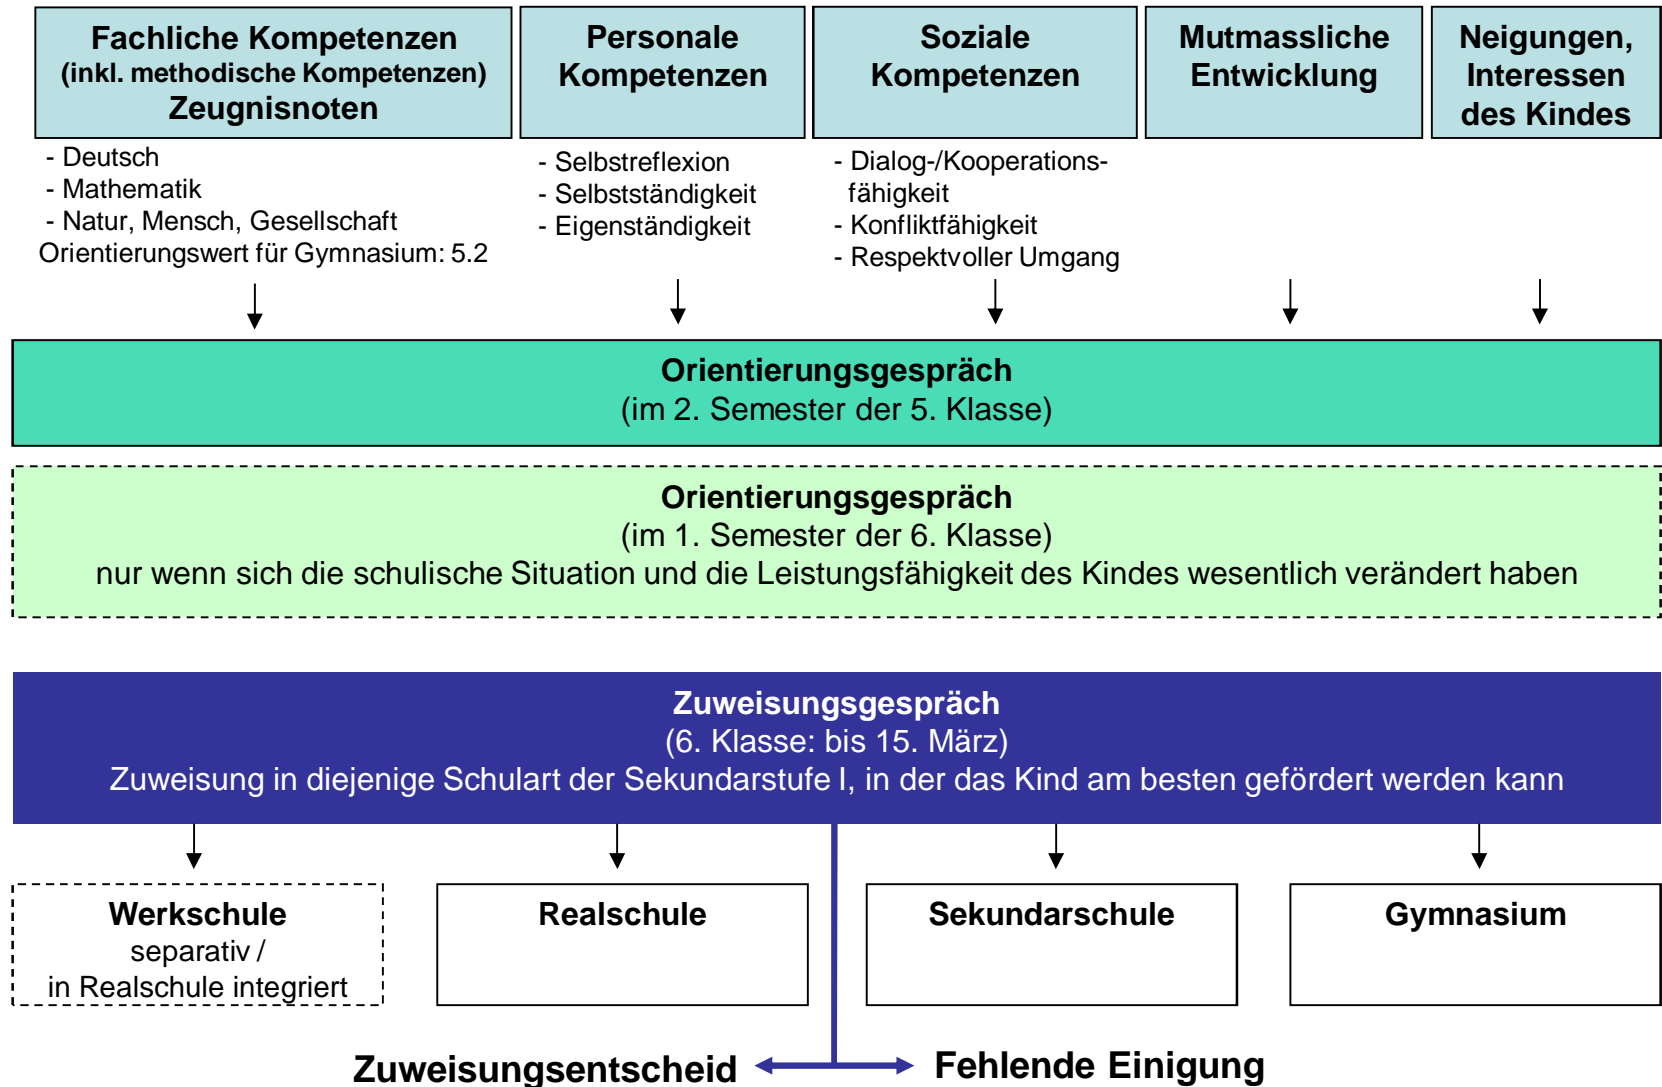 Fachliche Kompetenzen
(inkl. methodische Kompetenzen)
Zeugnisnoten
Personale
Kompetenzen
Soziale
Kompetenzen
Mutmassliche
Entwicklung
Neigungen,
Interessen
des Kindes
- Deutsch
- Mathematik
- Natur, Mensch, Gesellschaft
Orientierungswert für Gymnasium: 5.2
- Selbstreflexion
- Selbstständigkeit
- Eigenständigkeit
- Dialog-/Kooperations-
fähigkeit
- Konfliktfähigkeit
- Respektvoller Umgang
Orientierungsgespräch
(im 2. Semester der 5. Klasse)
Orientierungsgespräch
(im 1. Semester der 6. Klasse)
nur wenn sich die schulische Situation und die Leistungsfähigkeit des Kindes wesentlich verändert haben
Zuweisungsgespräch
(6. Klasse: bis 15. März)
Zuweisung in diejenige Schulart der Sekundarstufe I, in der das Kind am besten gefördert werden kann
Werkschule
separativ /
in Realschule integriert
Realschule
Sekundarschule
Gymnasium
Zuweisungsentscheid
Fehlende Einigung